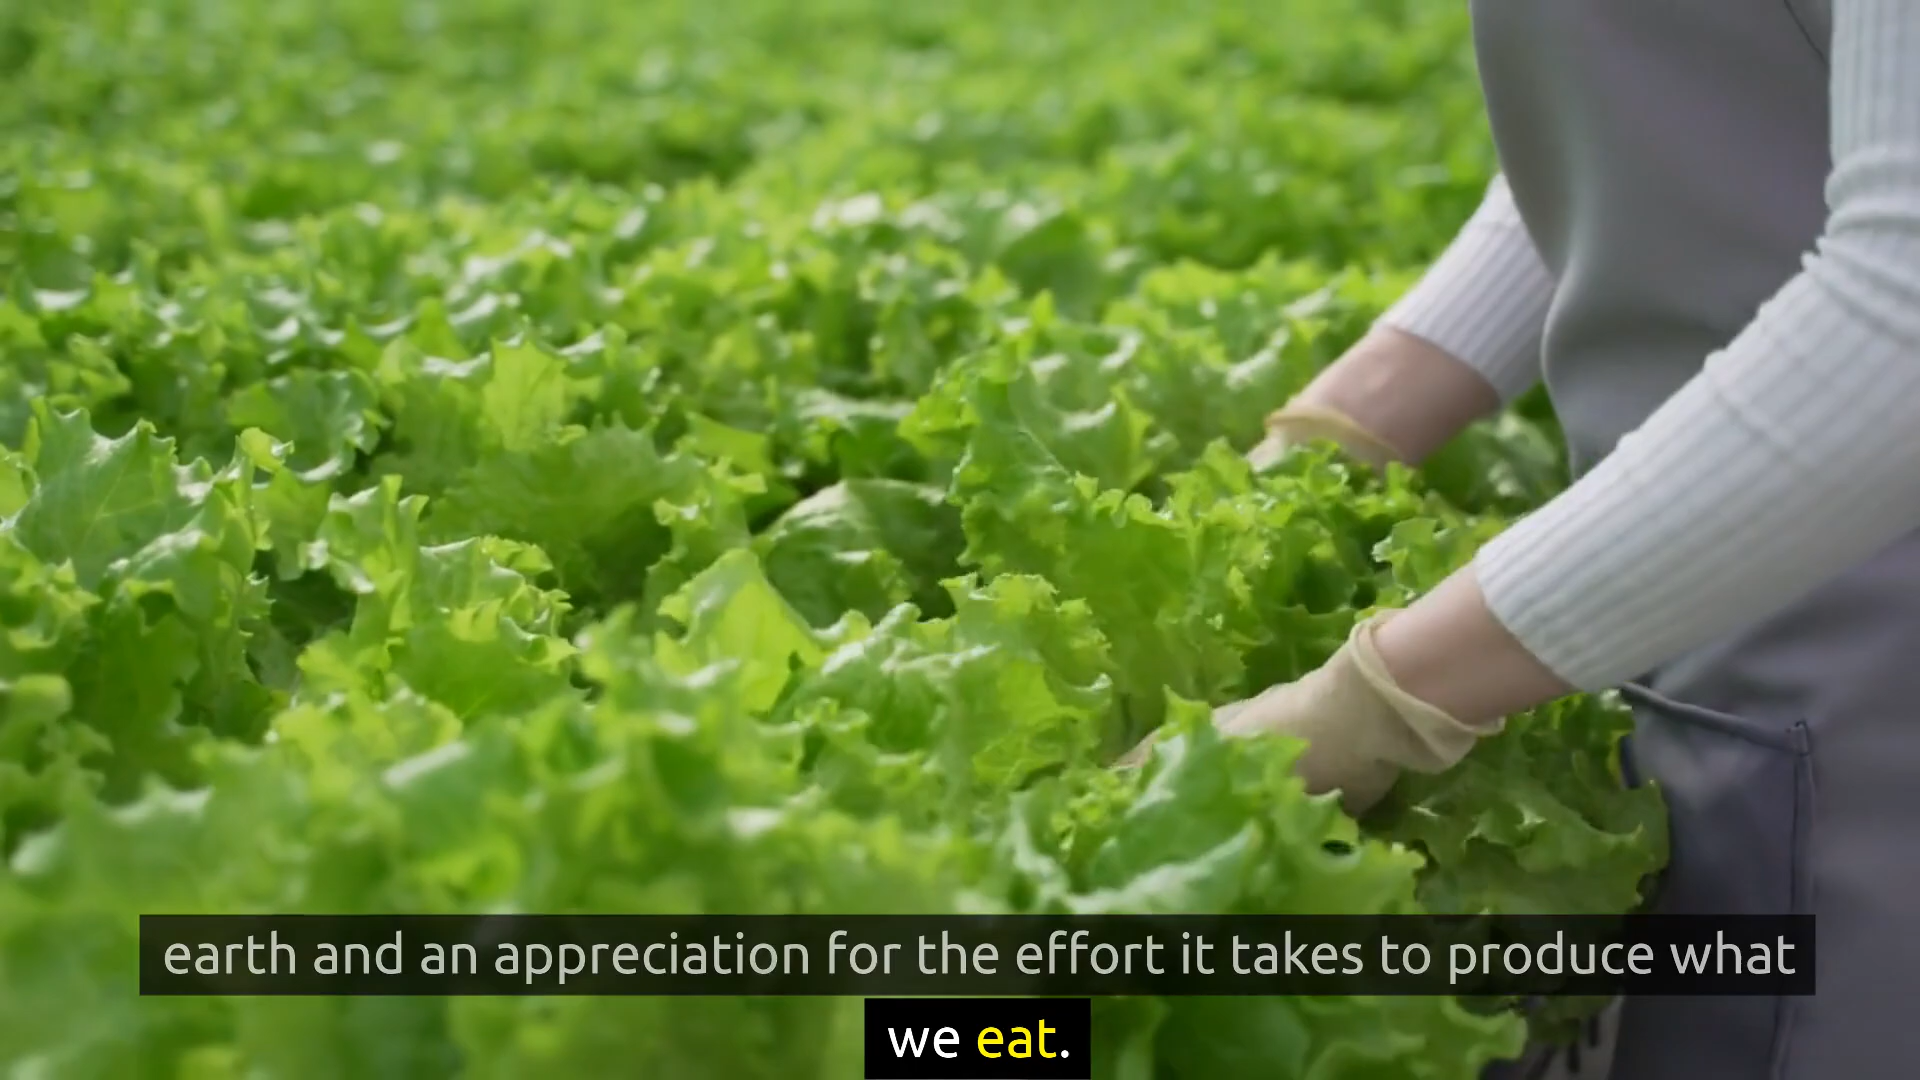 earth and an appreciation for the effort it takes to produce what
we eat.